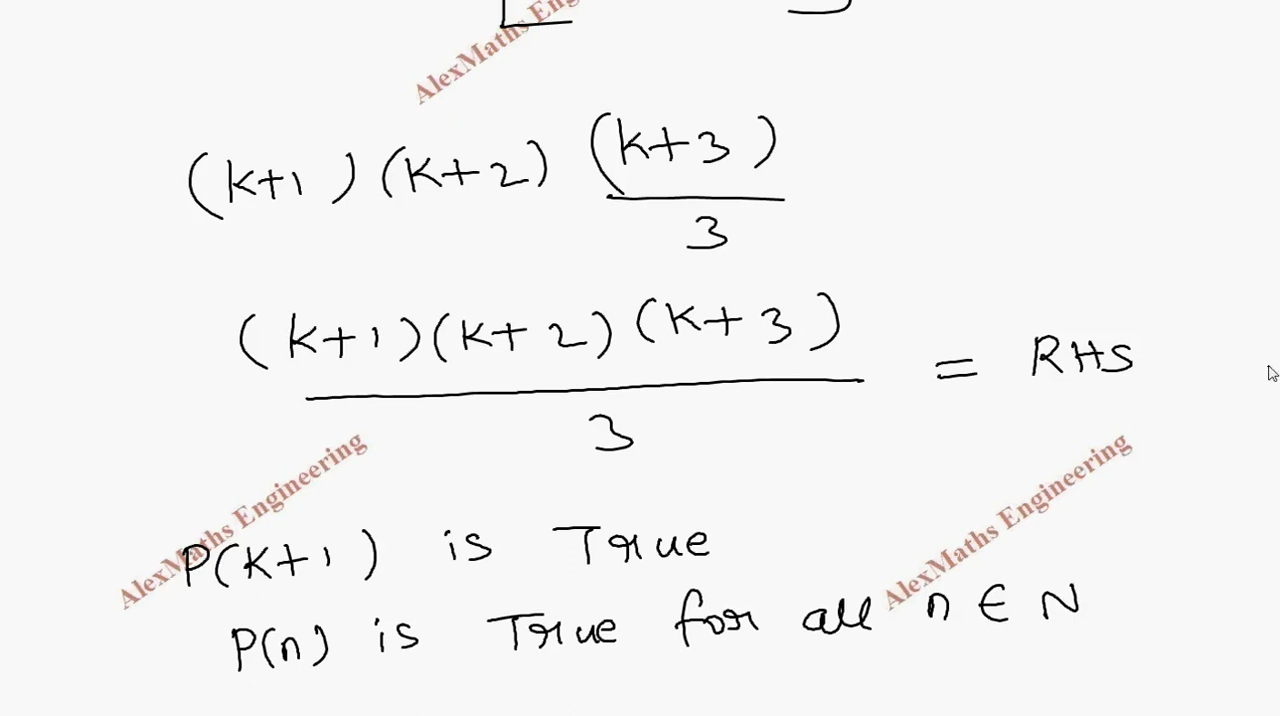 AlexMaths Eng
(k+1)(k+2) (k+3)
3
(k+1)(k+2)(k+3) = RHS
3
AlexMaths Engineering
AlexMaths Engineering
P(k+1) is True
P(n) is True for all n ∈ N